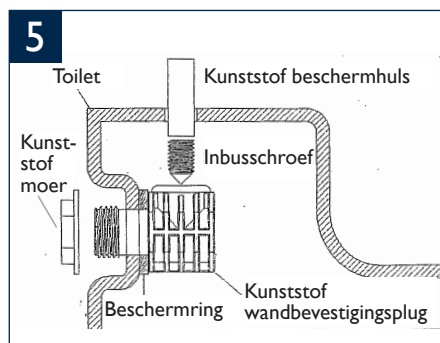 5
Toilet
Kunststof beschermhuls
Kunst-
stof
moer
Inbusschroef
Beschermring
Kunststof
wandbevestigingsplug